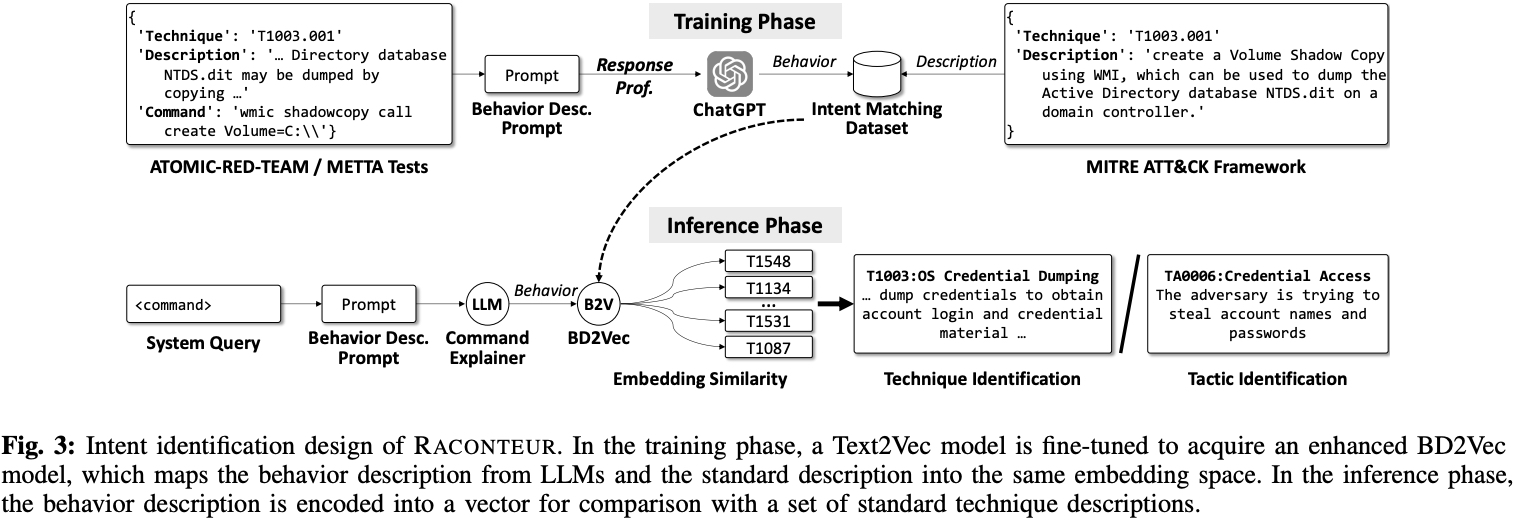 {
'Technique': 'T1003.001'
'Description': '… Directory database
NTDS.dit may be dumped by
copying …'
'Command': 'wmic shadowcopy call
create Volume=C:\\'}
ATOMIC-RED-TEAM / METTA Tests
Prompt
Behavior Desc.
Prompt
Training Phase
Response
Prof.
ChatGPT
Behavior
Intent Matching
Dataset
Description
{
'Technique': 'T1003.001'
'Description': 'create a Volume Shadow Copy
using WMI, which can be used to dump the
Active Directory database NTDS.dit on a
domain controller.'
}
MITRE ATT&CK Framework
Inference Phase
<command>
System Query
Prompt
Behavior Desc.
Prompt
LLM
Command
Explainer
Behavior
B2V
BD2Vec
T1548
T1134
...
T1531
T1087
Embedding Similarity
T1003:OS Credential Dumping
… dump credentials to obtain
account login and credential
material …
Technique Identification
TA0006:Credential Access
The adversary is trying to
steal account names and
passwords
Tactic Identification
Fig. 3: Intent identification design of RACONTEUR. In the training phase, a Text2Vec model is fine-tuned to acquire an enhanced BD2Vec
model, which maps the behavior description from LLMs and the standard description into the same embedding space. In the inference phase,
the behavior description is encoded into a vector for comparison with a set of standard technique descriptions.